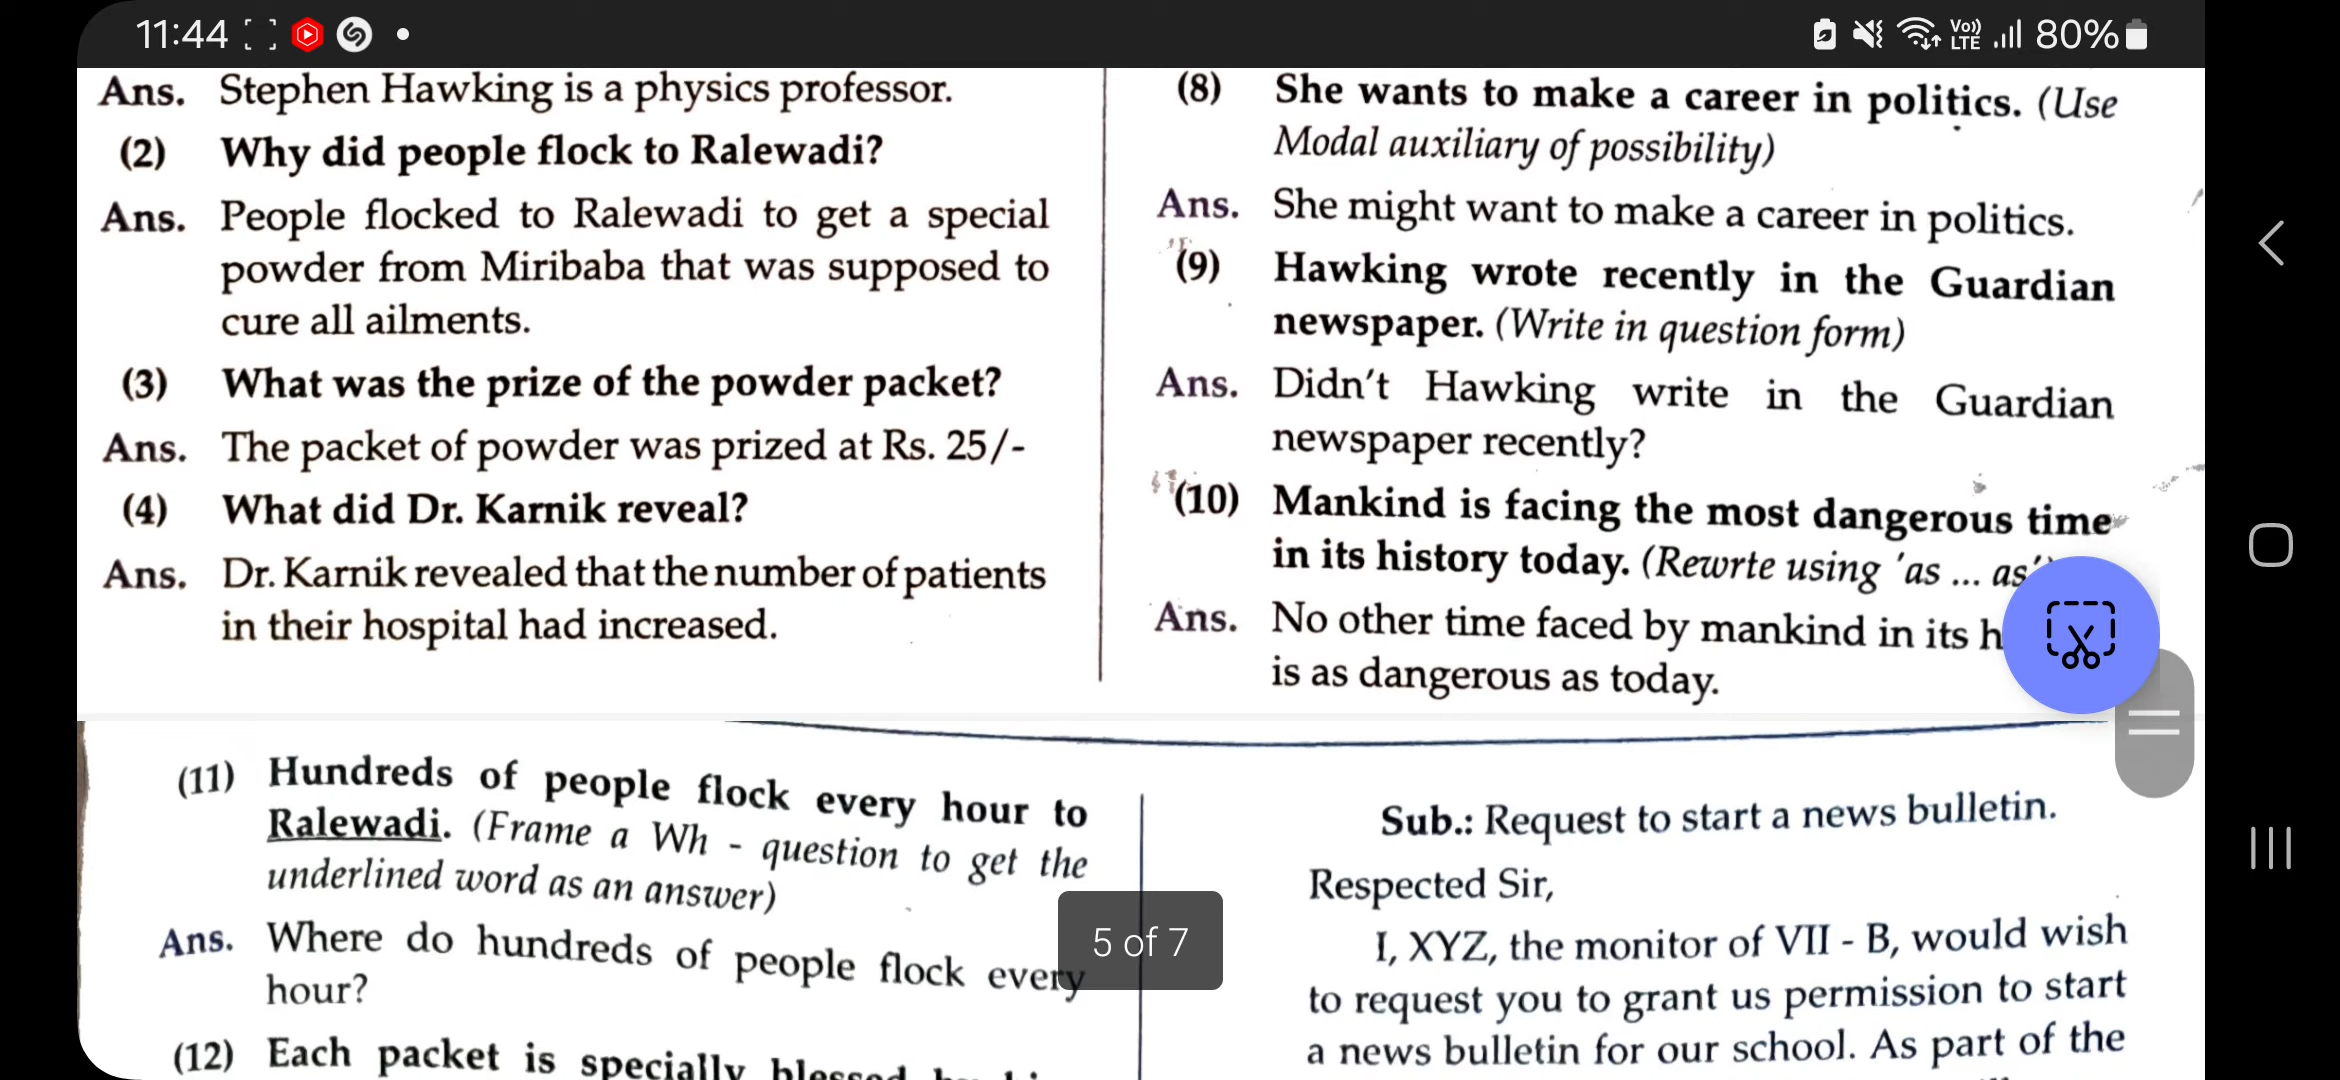 11:44
Vo)) LTE 80%
Ans. Stephen Hawking is a physics professor.
(2) Why did people flock to Ralewadi?
Ans. People flocked to Ralewadi to get a special
powder from Miribaba that was supposed to
cure all ailments.
(3) What was the prize of the powder packet?
Ans. The packet of powder was prized at Rs. 25/-
(4) What did Dr. Karnik reveal?
Ans. Dr. Karnik revealed that the number of patients
in their hospital had increased.
(8) She wants to make a career in politics. (Use
Modal auxiliary of possibility)
Ans. She might want to make a career in politics.
(9) Hawking wrote recently in the Guardian
newspaper. (Write in question form)
Ans. Didn't Hawking write in the Guardian
newspaper recently?
(10) Mankind is facing the most dangerous time
in its history today. (Rewrte using 'as ... as'
Ans. No other time faced by mankind in its
is as dangerous as today.
(11) Hundreds of people flock every hour to
Ralewadi. (Frame a Wh - question to get the
underlined word as an answer)
Ans. Where do hundreds of people flock every
hour?
(12) Each packet is specially blessed
5 of 7
Sub.: Request to start a news bulletin.
Respected Sir,
I, XYZ, the monitor of VII - B, would wish
to request you to grant us permission to start
a news bulletin for our school. As part of the